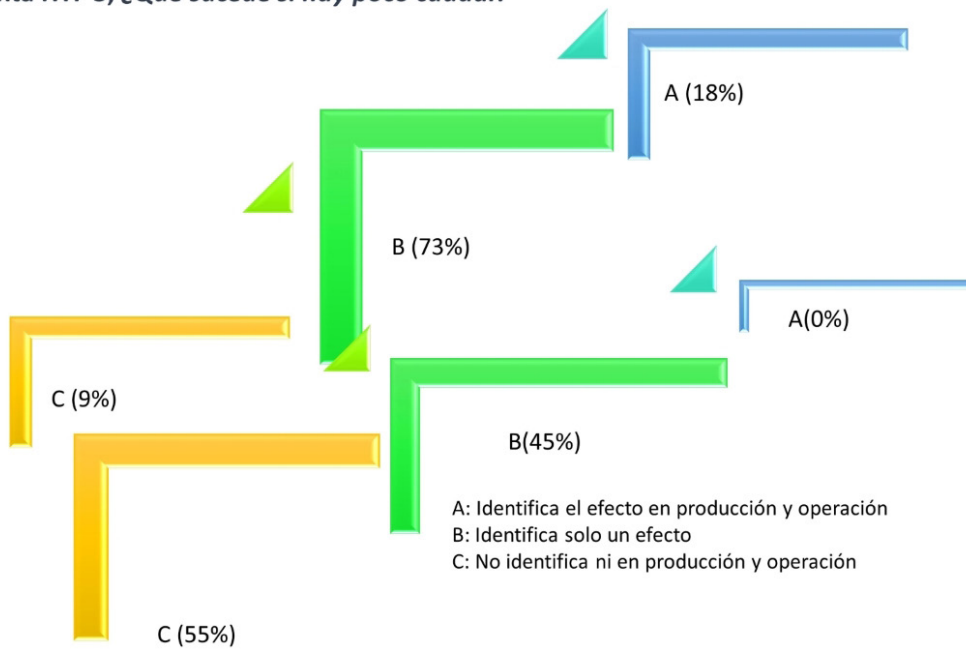 A (18%)
B (73%)
A(0%)
C (9%)
B(45%)
A: Identifica el efecto en producción y operación
B: Identifica solo un efecto
C: No identifica ni en producción y operación
C (55%)